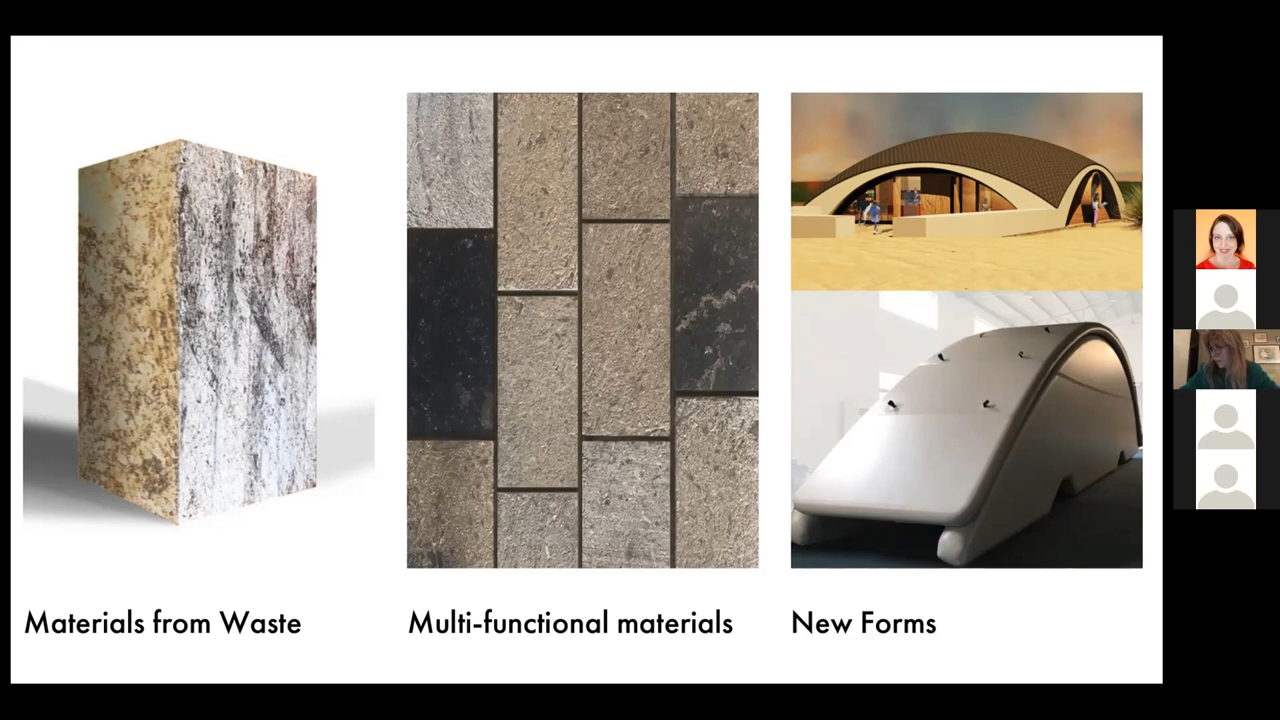 Materials from Waste
Multi-functional materials
New Forms